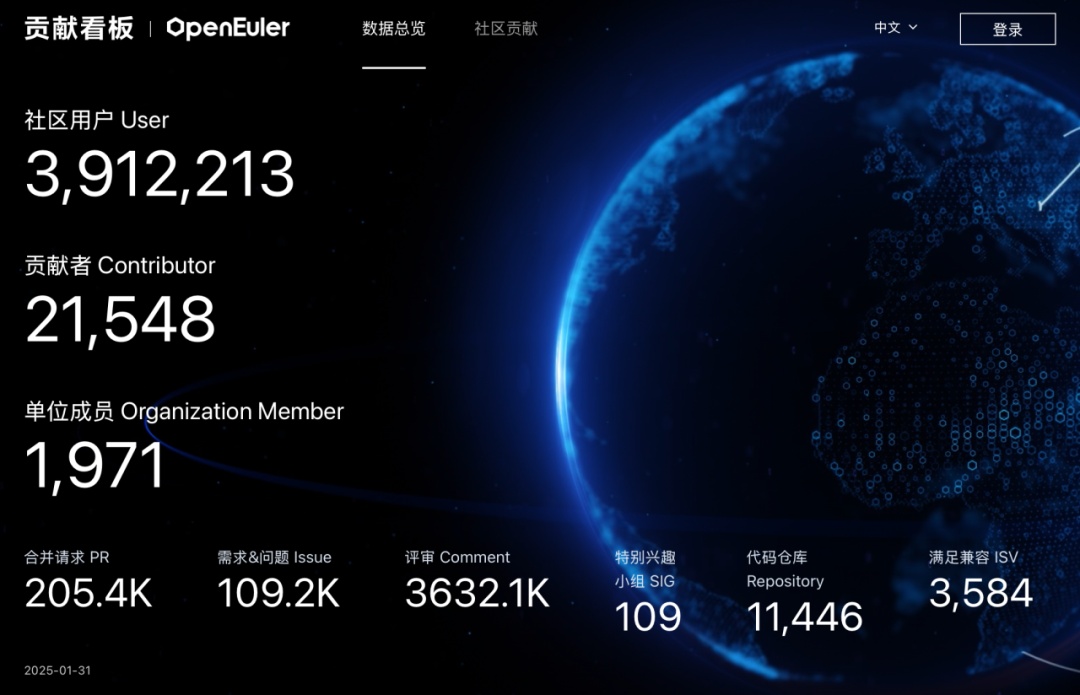 贡献看板 | OpenEuler
数据总览
社区贡献
中文
登录
社区用户 User
3,912,213
贡献者 Contributor
21,548
单位成员 Organization Member
1,971
合并请求 PR
205.4K
需求&问题 Issue
109.2K
评审 Comment
3632.1K
特别兴趣
小组 SIG
109
代码仓库
Repository
11,446
满足兼容 ISV
3,584
2025-01-31